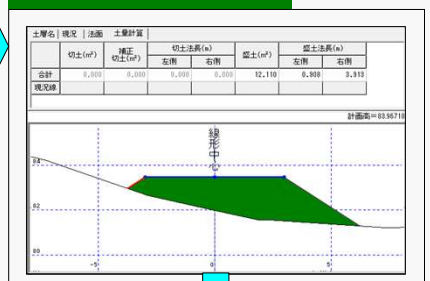 土層名 現況 法面 土量計算
切土(m²) 補正切土(m²) 切土法長(m) 盛土(m²) 盛土法長(m)
左側 右側 左側 右側
合計 0.000 0.000 0.000 0.000 12.110 0.908 3.913
現況線
計画高=83.96710
線形中心
84
82
80
-5 0 5